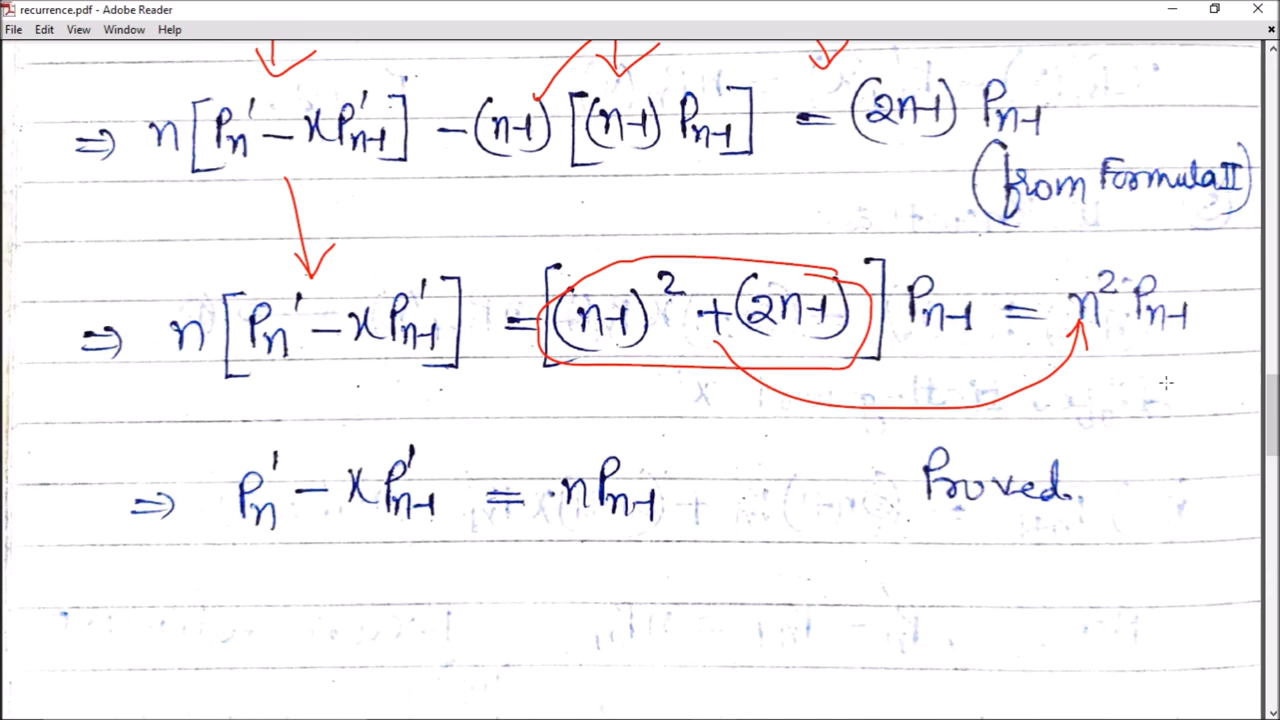 recurrence.pdf - Adobe Reader
File Edit View Window Help
⇒ n[Pn' − xP'n-1] − (n-1) [(n-1) Pn-1] = (2n-1) Pn-1
(from Formula II)
⇒ n[Pn' − xP'n-1] = [(n-1)² + (2n-1)] Pn-1 = n² Pn-1
⇒ Pn' − xP'n-1 = nPn-1 Proved.